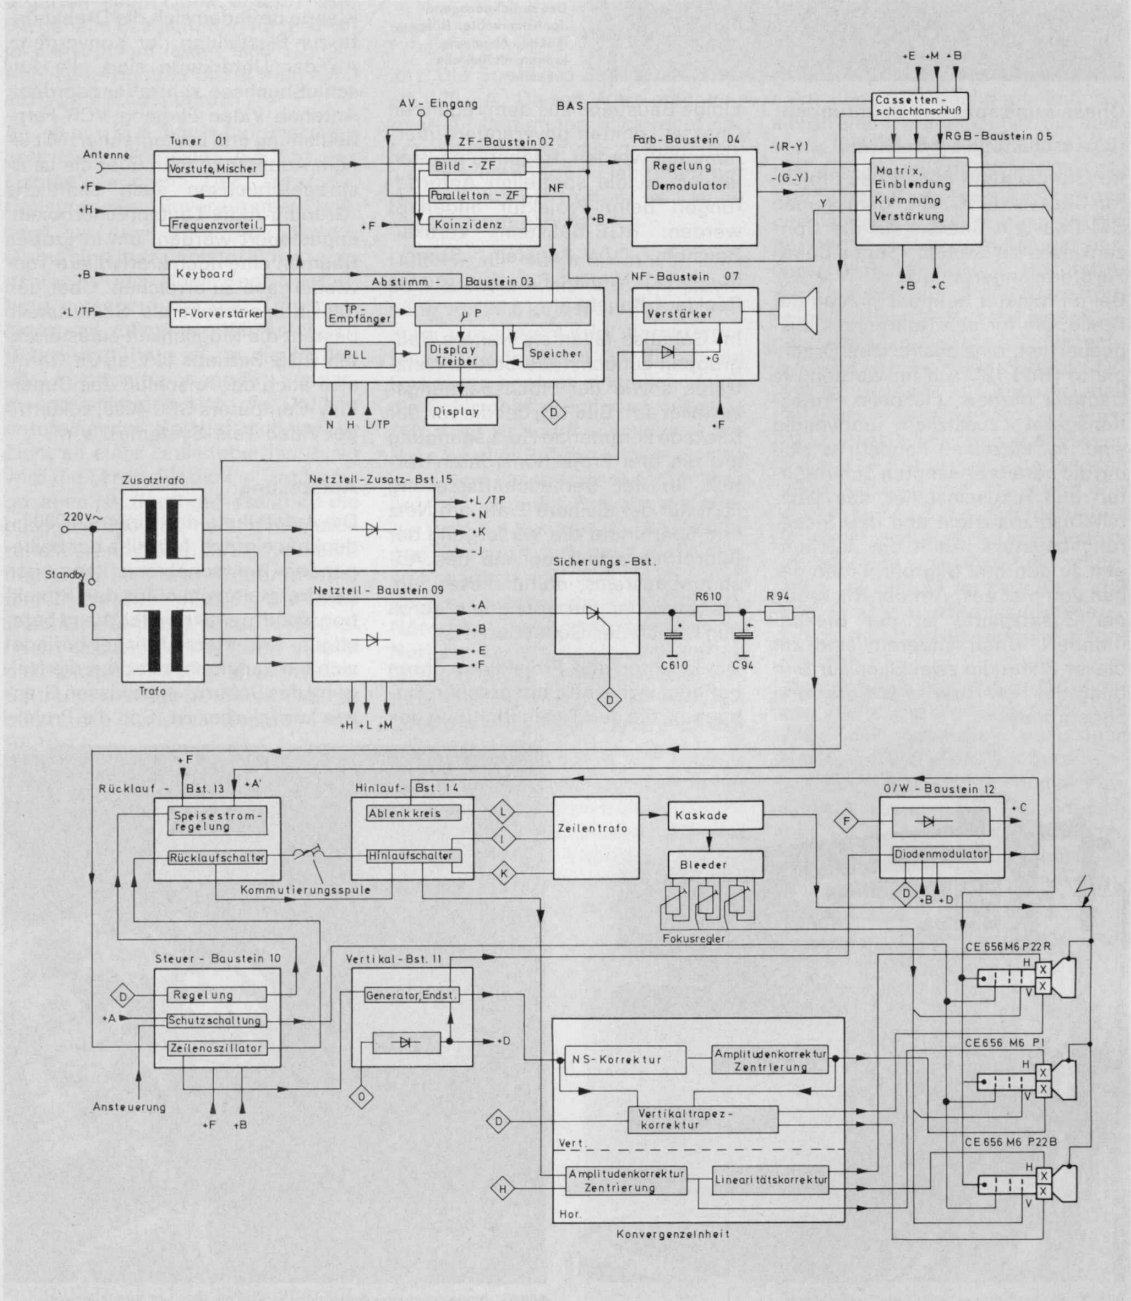 +E +M +B
AV - Eingang
BAS
Cassetten-
schachtanschluß
Antenne
Tuner 01
ZF-Baustein 02
Farb-Baustein 04
RGB-Baustein 05
Vorstufe, Mischer
Bild - ZF
Regelung
Demodulator
-(R-Y)
-(G-Y)
Matrix,
Einblendung
Klemmung
Verstärkung
+F
Parallelton - ZF
NF
Y
+H
Frequenzvorteil.
+F
Koinzidenz
+B
+B
Keyboard
Abstimm - Baustein 03
NF-Baustein 07
+B +C
+L/TP
TP-Vorverstärker
TP-
Empfänger
µP
Verstärker
PLL
Display
Treiber
Speicher
+G
Display
D
+F
N H L/TP
Zusatztrafo
Netzteil-Zusatz-Bst.15
220V~
+L/TP
+N
+K
-J
Standby
Sicherungs-Bst.
Netzteil - Baustein 09
R610
R 94
+A
+B
+E
+F
C610
C94
Trafo
D
+H +L +M
+F
+A'
Rücklauf - Bst.13
Hinlauf- Bst. 14
O/W - Baustein 12
Speisestrom-
regelung
Ablenkkreis
L
Zeilentrafo
Kaskade
F
+C
I
Rücklaufschalter
Hinlaufschalter
K
Bleeder
Diodenmodulator
Kommutierungsspule
D
+B +D
Fokusregler
Steuer - Baustein 10
Vertikal-Bst. 11
CE656M6 P22R
H
X
X
V
D
Regelung
Generator, Endst.
+A
Schutzschaltung
Zeilenoszillator
+D
NS-Korrektur
Amplitudenkorrektur
Zentrierung
CE656 M6 P1
H
X
X
V
O
Ansteuerung
+F +B
D
Vertikaltrapez-
korrektur
Vert.
CE656 M6 P22B
H
X
X
V
H
Amplitudenkorrektur
Zentrierung
Linearitätskorrektur
Hor.
Konvergenzeinheit